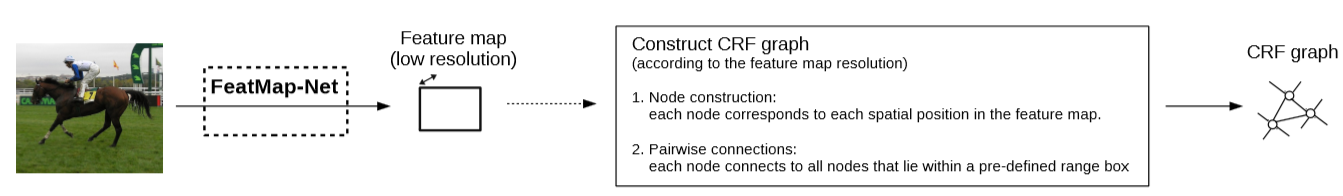 FeatMap-Net
Feature map
(low resolution)
Construct CRF graph
(according to the feature map resolution)
1. Node construction:
each node corresponds to each spatial position in the feature map.
2. Pairwise connections:
each node connects to all nodes that lie within a pre-defined range box
CRF graph